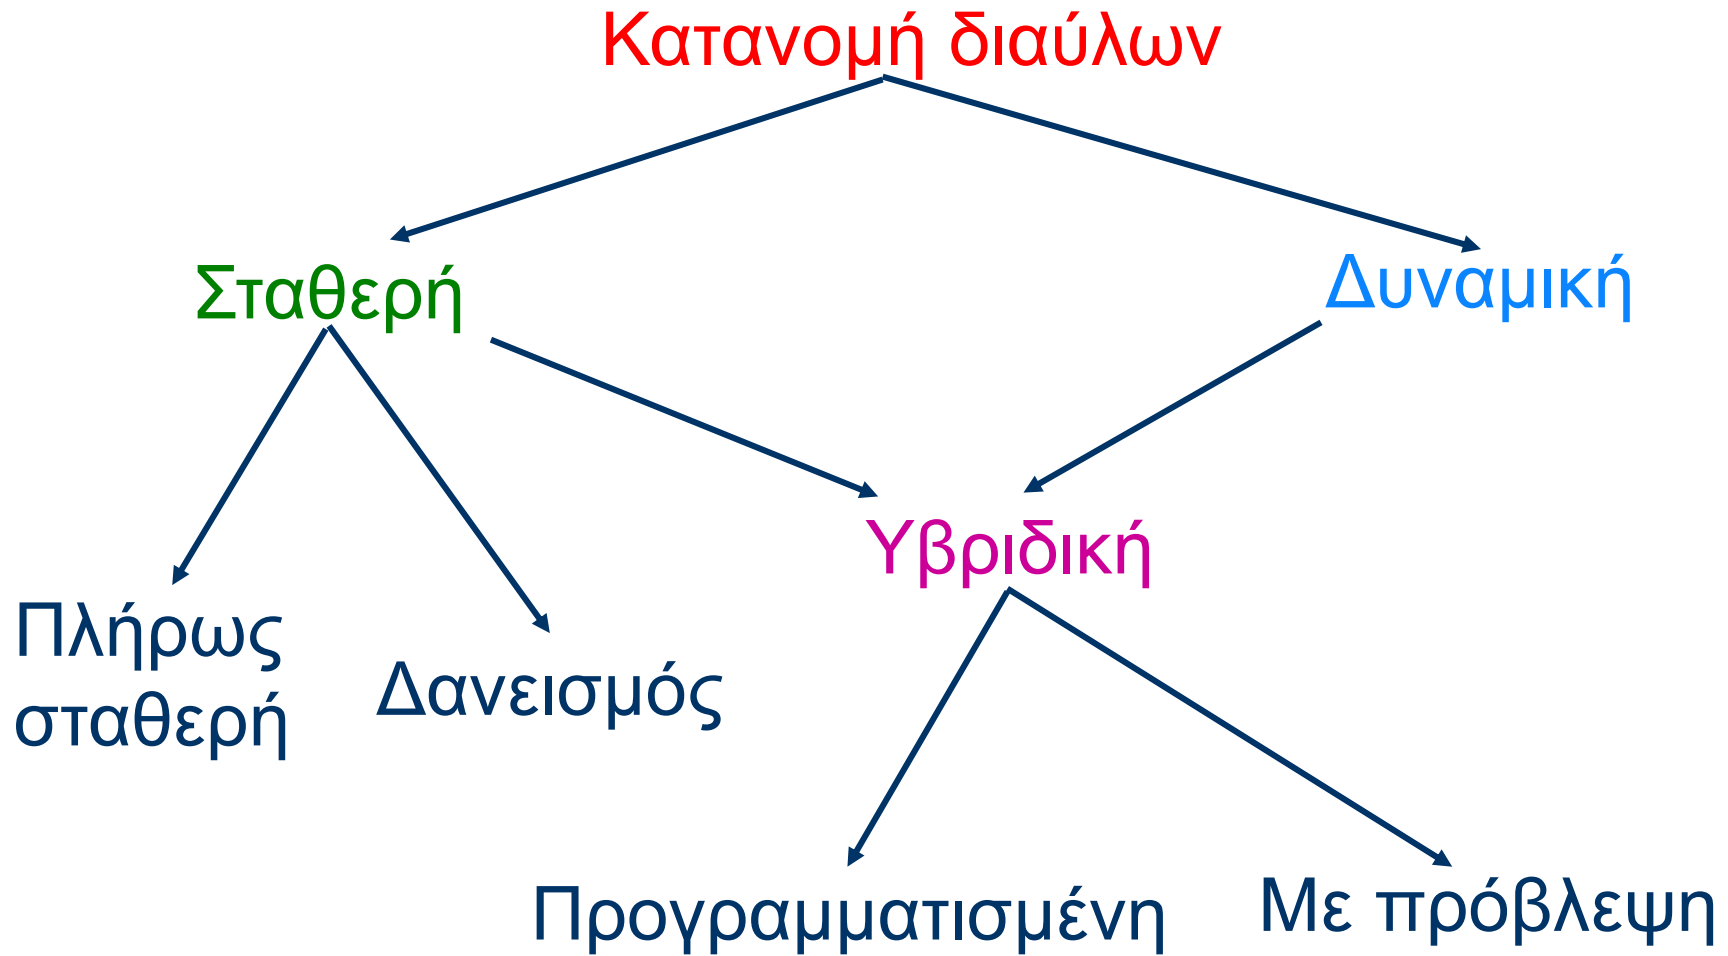 Κατανομή διαύλων
Σταθερή
Δυναμική
Υβριδική
Πλήρως
σταθερή
Δανεισμός
Προγραμματισμένη
Με πρόβλεψη